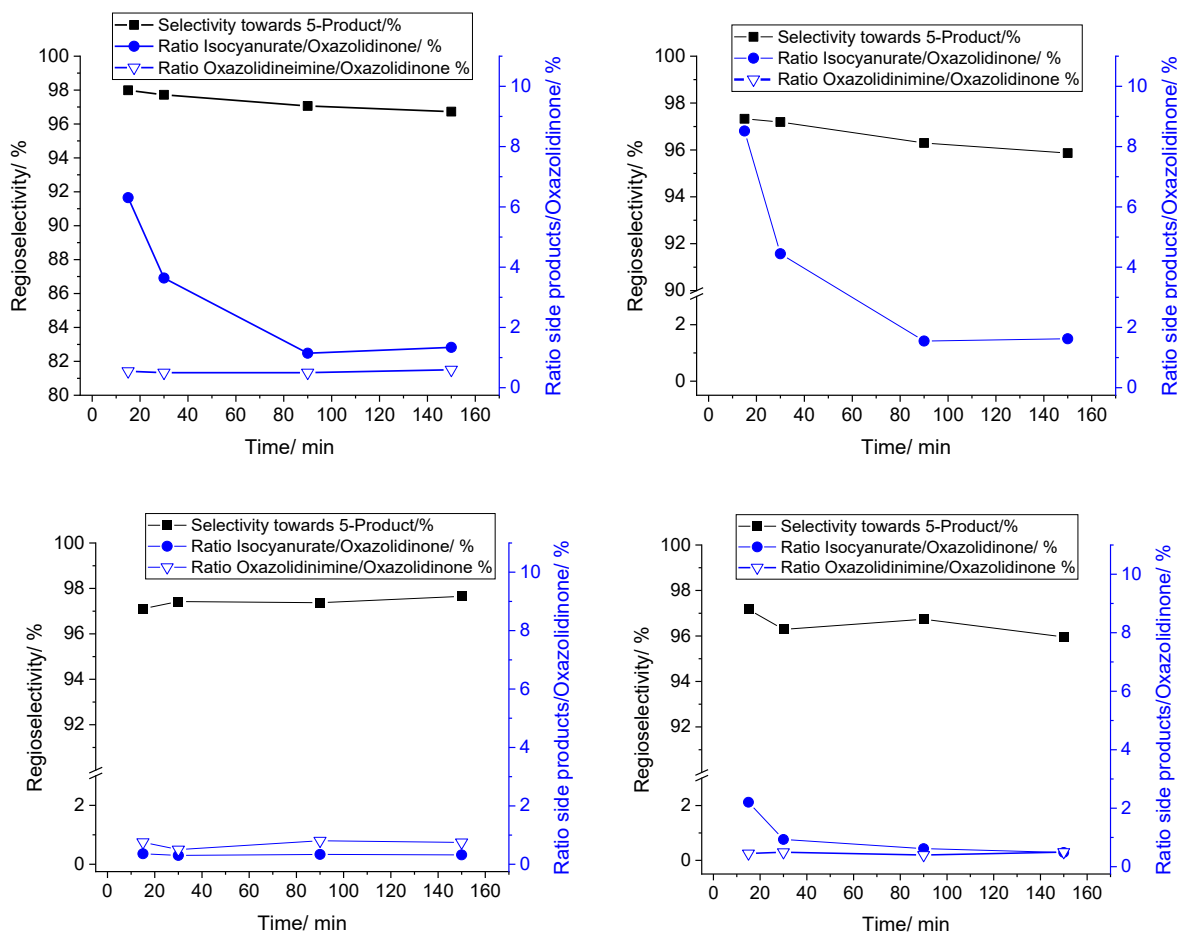 Selectivity towards 5-Product/%
Ratio Isocyanurate/Oxazolidinone/ %
Ratio Oxazolidineimine/Oxazolidinone %
100
98
96
94
92
90
88
86
84
82
80
Regioselectivity/ %
10
8
6
4
2
0
Ratio side products/Oxazolidinone/ %
0 20 40 60 80 100 120 140 160
Time/ min
Selectivity towards 5-Product/%
Ratio Isocyanurate/Oxazolidinone/ %
Ratio Oxazolidinimine/Oxazolidinone %
100
98
96
94
92
90
2
0
Regioselectivity/ %
10
8
6
4
2
0
Ratio side products/Oxazolidinone/ %
0 20 40 60 80 100 120 140 160
Time/ min
Selectivity towards 5-Product/%
Ratio Isocyanurate/Oxazolidinone/ %
Ratio Oxazolidinimine/Oxazolidinone %
100
98
96
94
92
2
0
Regioselectivity/ %
10
8
6
4
2
0
Ratio side products/Oxazolidinone/ %
0 20 40 60 80 100 120 140 160
Time/ min
Selectivity towards 5-Product/%
Ratio Isocyanurate/Oxazolidinone/ %
Ratio Oxazolidinimine/Oxazolidinone %
100
98
96
94
92
2
0
Regioselectivity/ %
10
8
6
4
2
0
Ratio side products/Oxazolidinone/ %
0 20 40 60 80 100 120 140 160
Time/ min